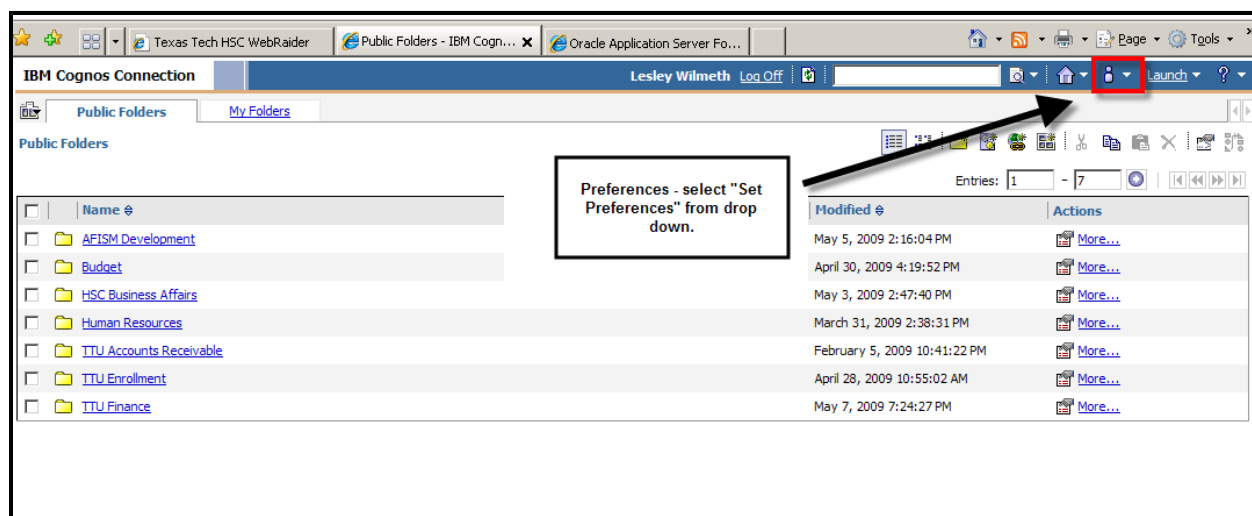 Texas Tech HSC WebRaider
Public Folders - IBM Cogn...
Oracle Application Server Fo...
Page
Tools
IBM Cognos Connection
Lesley Wilmeth Log Off
Launch
?
Public Folders
My Folders
Public Folders
Preferences - select "Set
Preferences" from drop
down.
Entries: 1 - 7
Name Modified Actions
AFISM Development May 5, 2009 2:16:04 PM More...
Budget April 30, 2009 4:19:52 PM More...
HSC Business Affairs May 3, 2009 2:47:40 PM More...
Human Resources March 31, 2009 2:38:31 PM More...
TTU Accounts Receivable February 5, 2009 10:41:22 PM More...
TTU Enrollment April 28, 2009 10:55:02 AM More...
TTU Finance May 7, 2009 7:24:27 PM More...